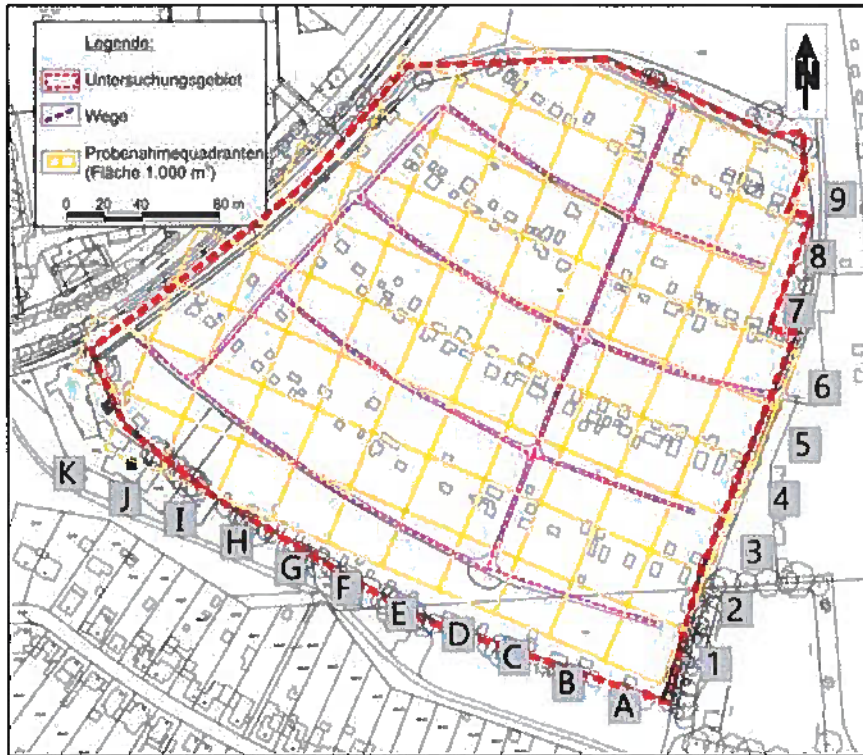 Legende:
Untersuchungsgebiet
Wege
Probenahmequadranten
(Fläche 1.000 m²)
0 20 40 80 m
N
9
8
7
6
5
4
3
2
1
K
J
I
H
G
F
E
D
C
B
A